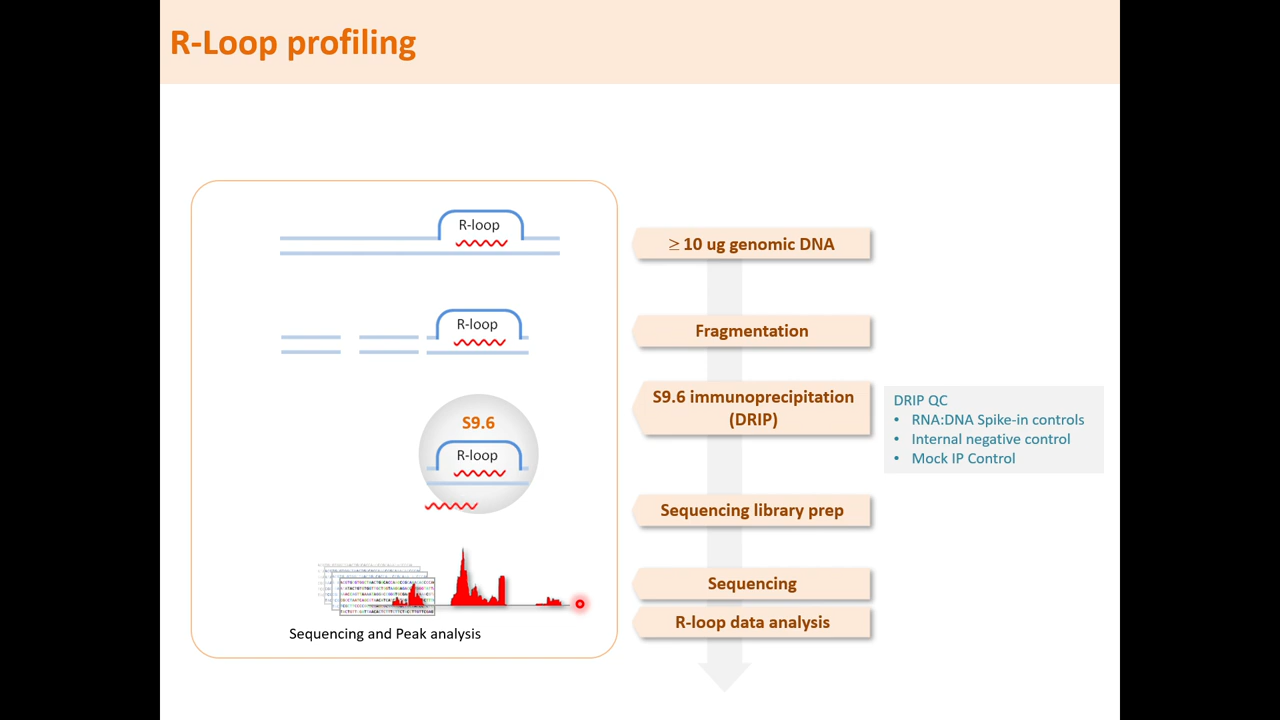 R-Loop profiling
R-loop
≥ 10 ug genomic DNA
R-loop
Fragmentation
S9.6
R-loop
S9.6 immunoprecipitation
(DRIP)
DRIP QC
• RNA:DNA Spike-in controls
• Internal negative control
• Mock IP Control
Sequencing library prep
Sequencing
R-loop data analysis
Sequencing and Peak analysis